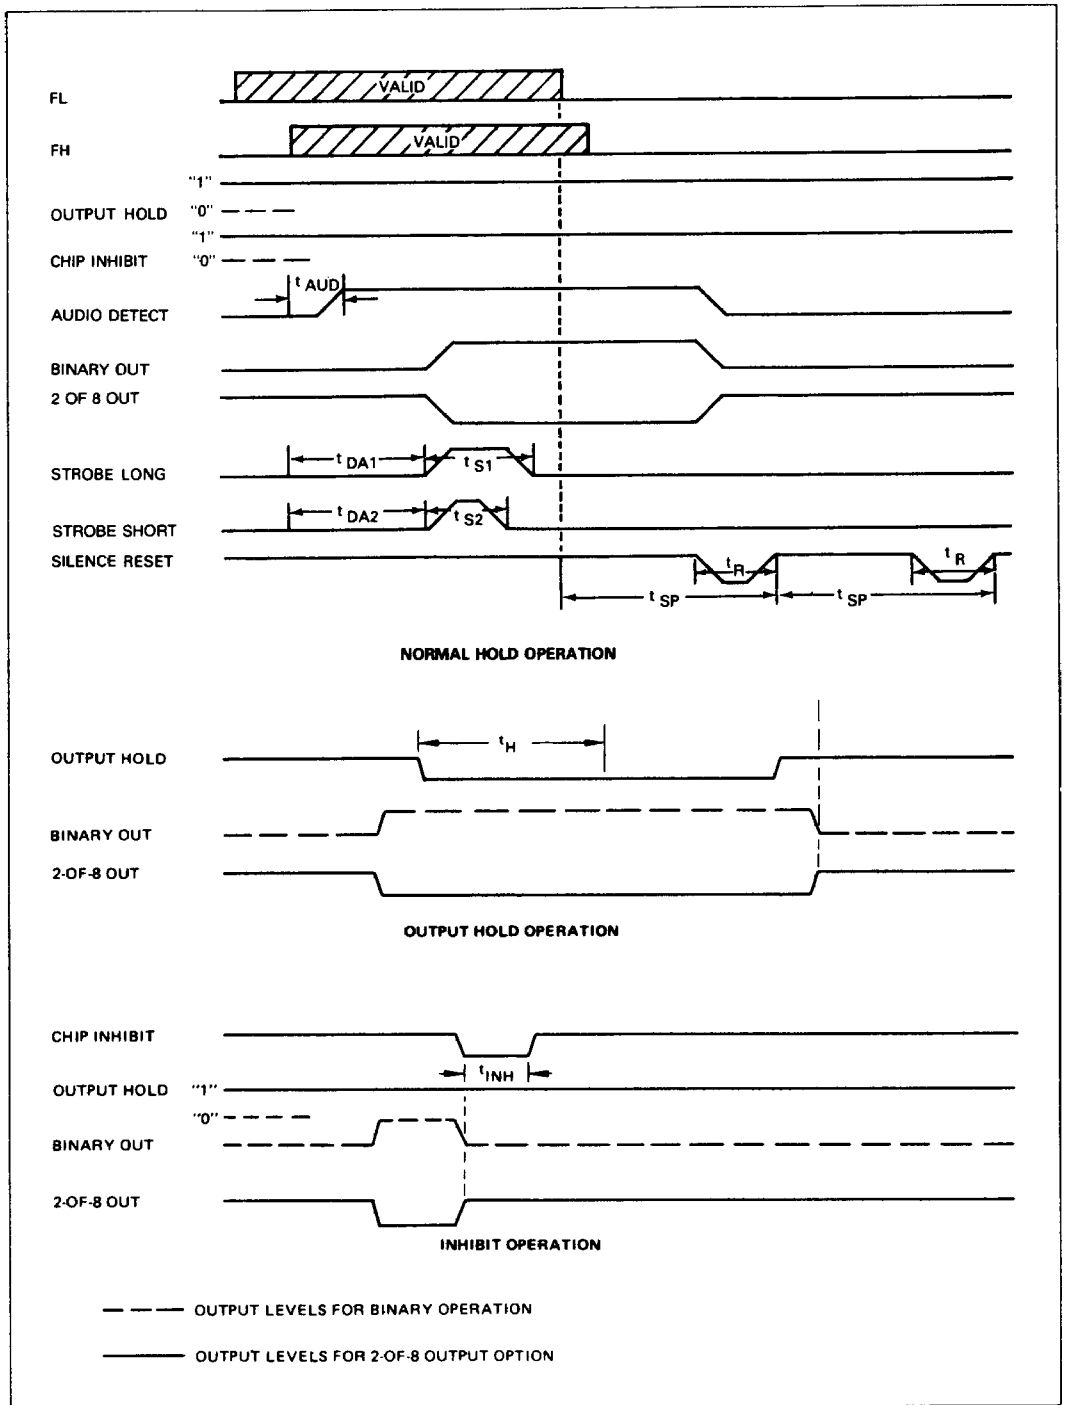 FL VALID
FH VALID
"1"
OUTPUT HOLD "0"
"1"
CHIP INHIBIT "0"
t AUD
AUDIO DETECT
BINARY OUT
2 OF 8 OUT
STROBE LONG t DA1 t S1
STROBE SHORT t DA2 t S2
SILENCE RESET t R t R
t SP t SP
NORMAL HOLD OPERATION
t H
OUTPUT HOLD
BINARY OUT
2-OF-8 OUT
OUTPUT HOLD OPERATION
CHIP INHIBIT
t INH
OUTPUT HOLD "1"
"0"
BINARY OUT
2-OF-8 OUT
INHIBIT OPERATION
OUTPUT LEVELS FOR BINARY OPERATION
OUTPUT LEVELS FOR 2-OF-8 OUTPUT OPTION